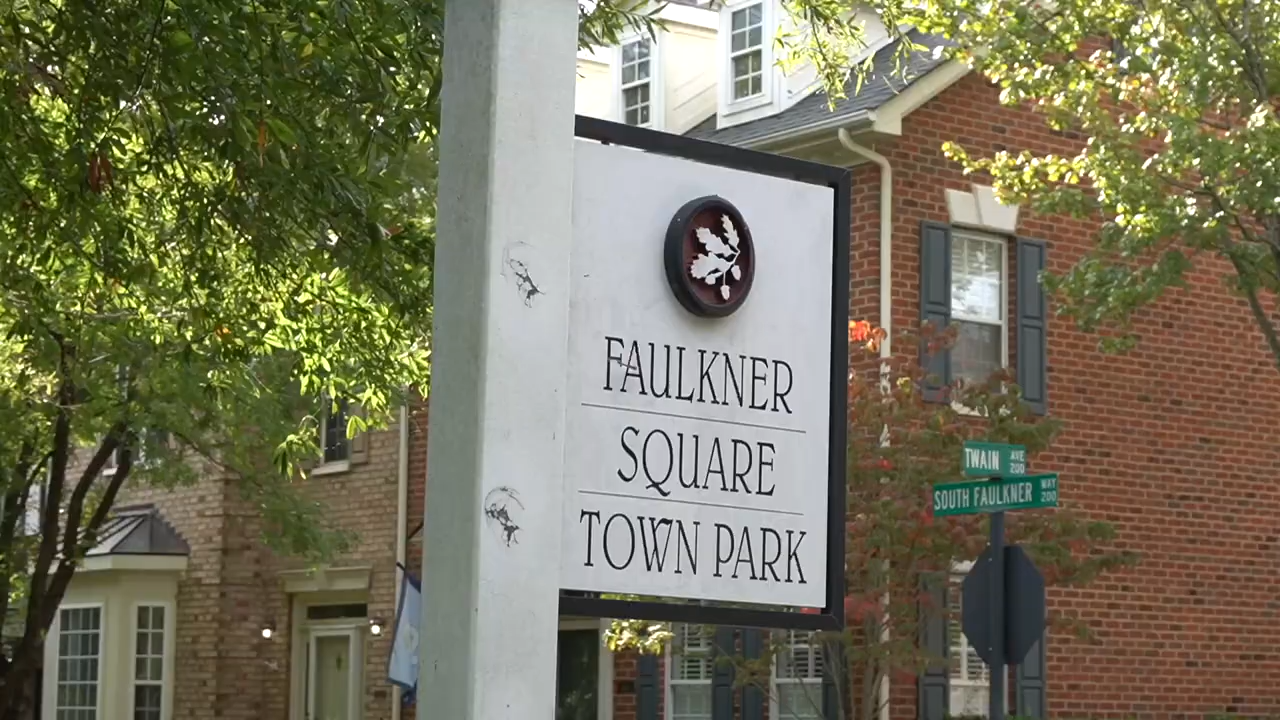 FAULKNER
SQUARE
TOWN PARK
TWAIN AVE 200
SOUTH FAULKNER WAY 200